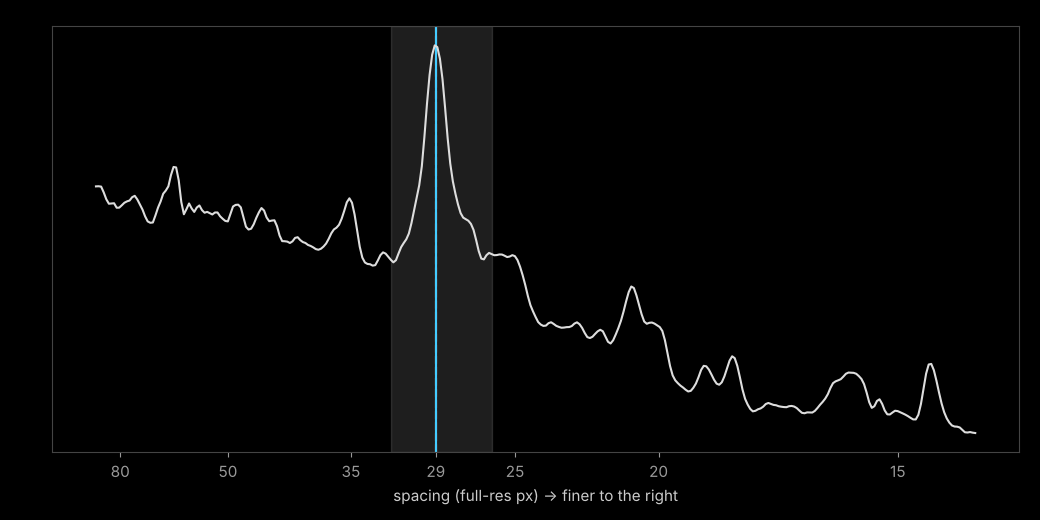 80 50 35 29 25 20 15
spacing (full-res px) → finer to the right